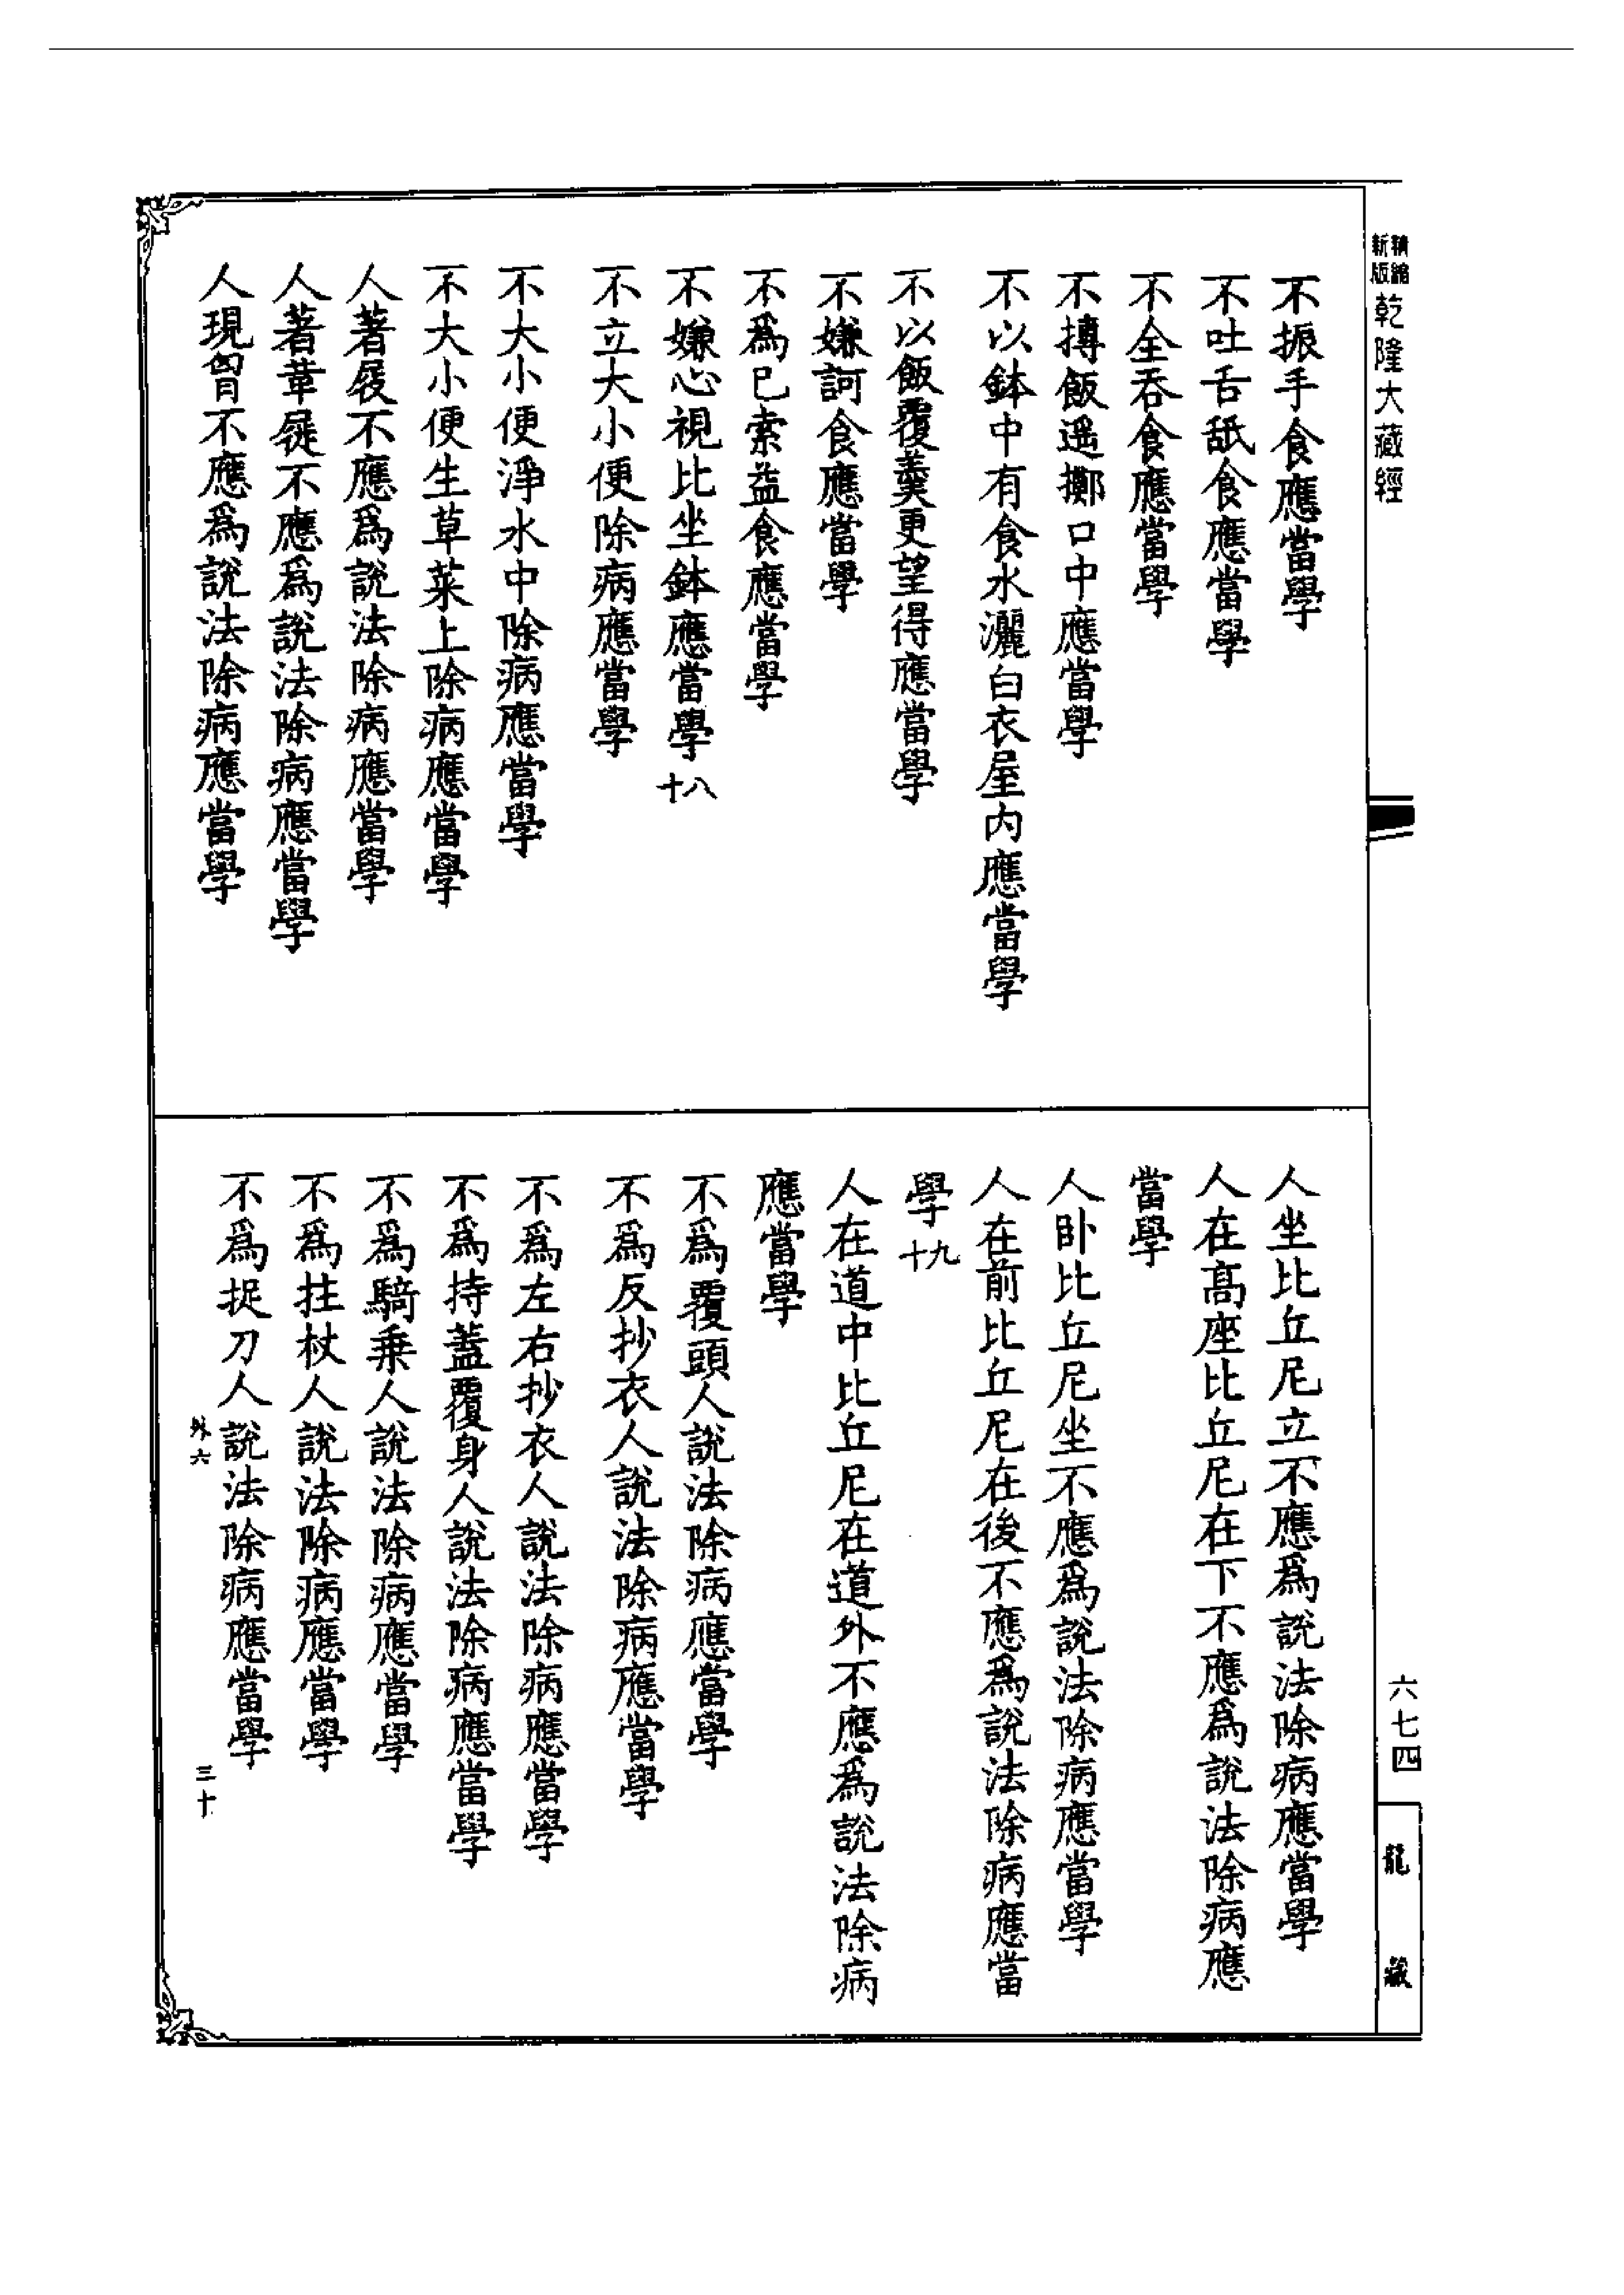 精縮
新版
乾隆大藏經
不振手食應當學
不吐舌舐食應當學
不全吞食應當學
不摶飯遥擲口中應當學
不以鉢中有食水灑白衣屋内應當學
不以飯覆羮更望得應當學
不嫌訶食應當學
不爲已索益食應當學
不嫌心視比坐鉢應當學八十
不立大小便除病應當學
不大小便淨水中除病應當學
不大小便生草菜上除病應當學
人著屐不應爲說法除病應當學
人著革屣不應爲說法除病應當學
人現胷不應爲說法除病應當學
人坐比丘尼立不應爲說法除病應當學
人在髙座比丘尼在下不應爲說法除病應
當學
人卧比丘尼坐不應爲說法除病應當學
人在前比丘尼在後不應爲說法除病應當
學九十
人在道中比丘尼在道外不應爲說法除病
應當學
不爲覆頭人說法除病應當學
不爲反抄衣人說法除病應當學
不爲左右抄衣人說法除病應當學
不爲持蓋覆身人說法除病應當學
不爲騎乗人說法除病應當學
不爲拄杖人說法除病應當學
不爲捉刀人說法除病應當學
外六
三十
六七四
龍藏